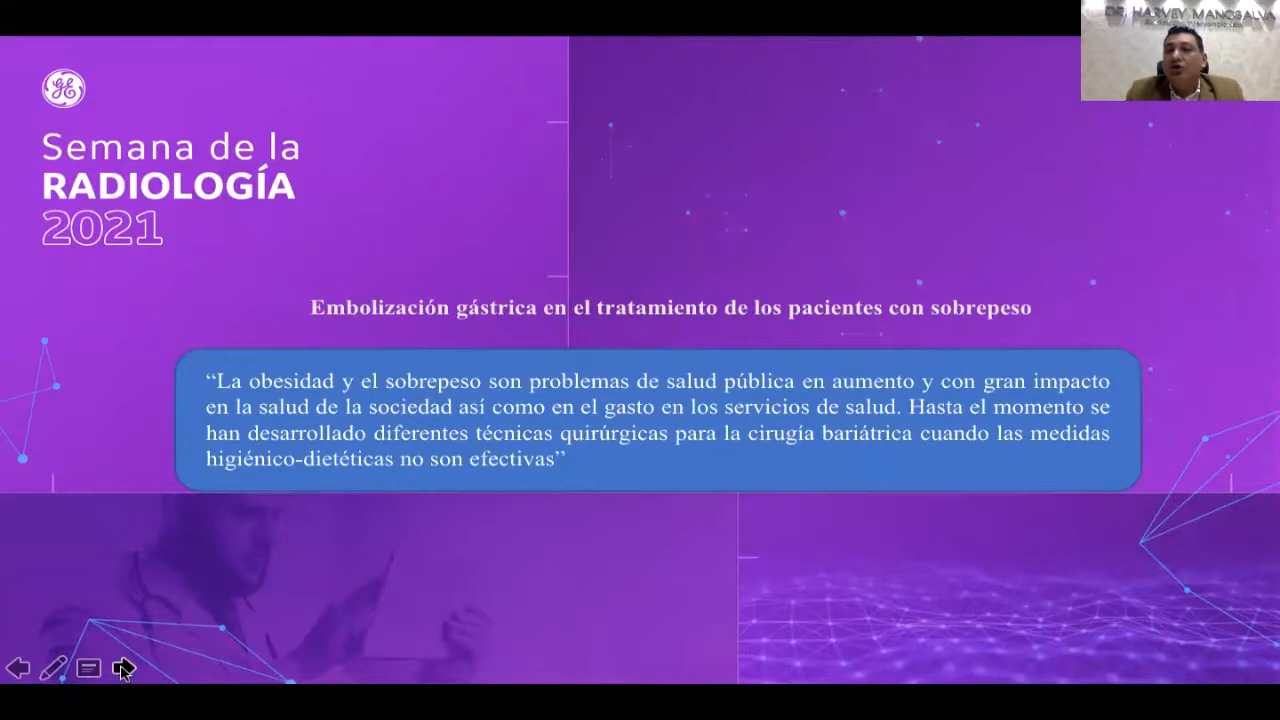 DR. HARVEY MANOSALVA
GE
Semana de la
RADIOLOGÍA
2021
Embolización gástrica en el tratamiento de los pacientes con sobrepeso
“La obesidad y el sobrepeso son problemas de salud pública en aumento y con gran impacto
en la salud de la sociedad así como en el gasto en los servicios de salud. Hasta el momento se
han desarrollado diferentes técnicas quirúrgicas para la cirugía bariátrica cuando las medidas
higiénico-dietéticas no son efectivas”